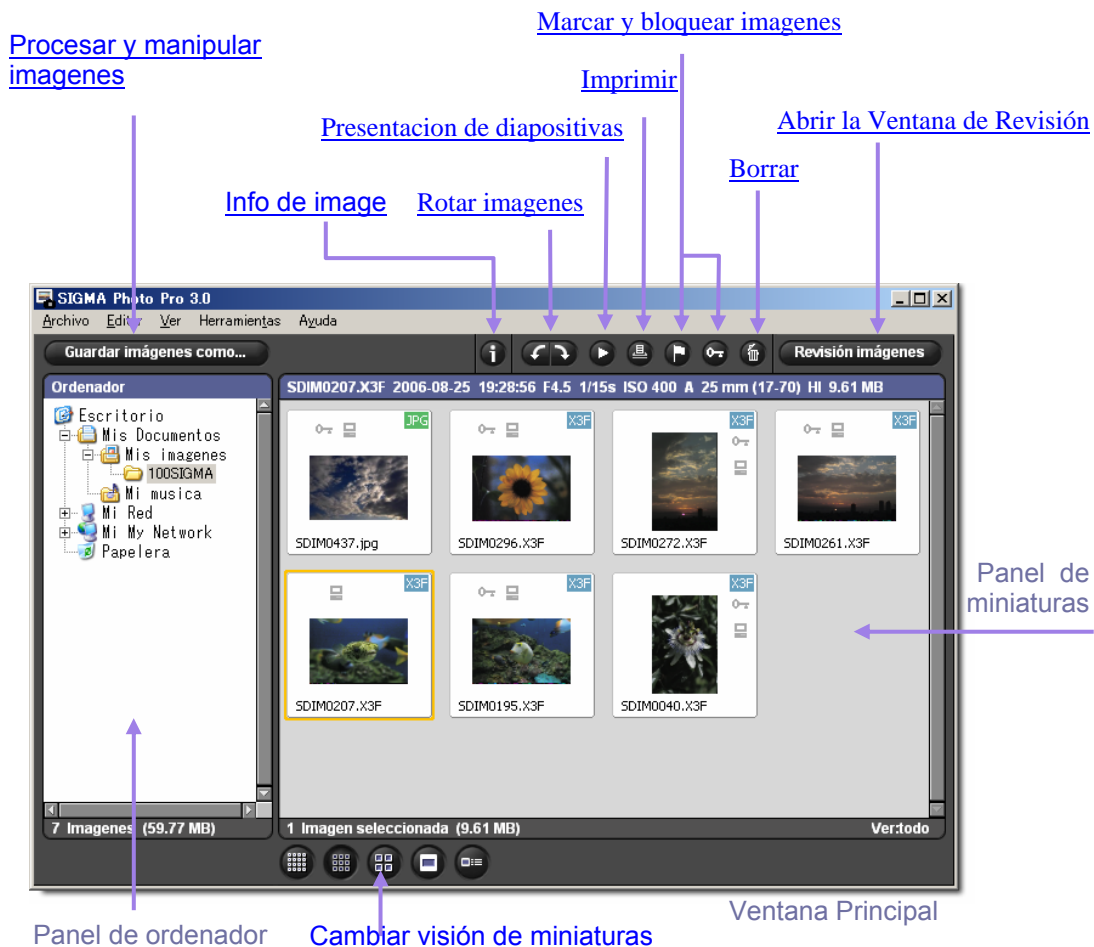 Marcar y bloquear imagenes
Procesar y manipular
imagenes
Imprimir
Presentacion de diapositivas
Abrir la Ventana de Revisión
Borrar
Info de image
Rotar imagenes
SIGMA Photo Pro 3.0
Archivo Editar Ver Herramientas Ayuda
Guardar imágenes como...
Revisión imágenes
Ordenador
SDIM0207.X3F 2006-08-25 19:28:56 F4.5 1/15s ISO 400 A 25 mm (17-70) HI 9.61 MB
Escritorio
Mis Documentos
Mis imagenes
100SIGMA
Mi musica
Mi Red
Mi My Network
Papelera
JPG X3F X3F X3F
SDIM0437.jpg SDIM0296.X3F SDIM0272.X3F SDIM0261.X3F
X3F X3F X3F
SDIM0207.X3F SDIM0195.X3F SDIM0040.X3F
Panel de
miniaturas
7 Imagenes (59.77 MB)
1 Imagen seleccionada (9.61 MB)
Ver:todo
Ventana Principal
Panel de ordenador
Cambiar visión de miniaturas